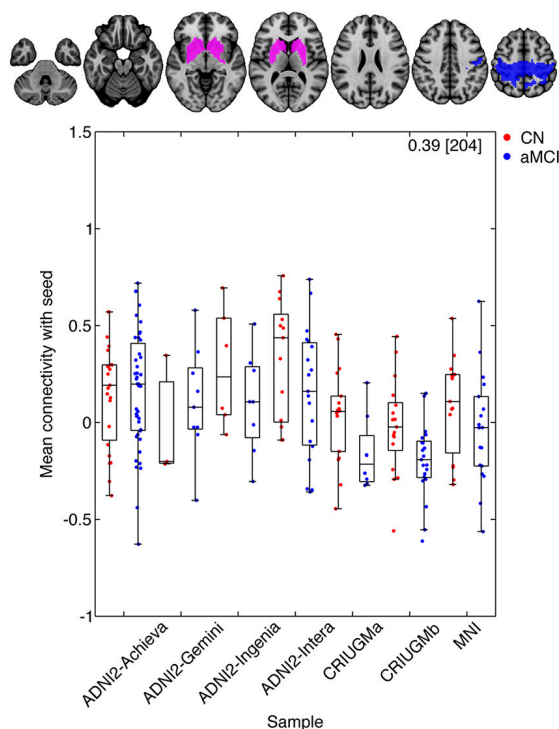 0.39 [204]
CN
aMCI
1.5
1
0.5
0
-0.5
-1
Mean connectivity with seed
ADNI2-Achieva
ADNI2-Gemini
ADNI2-Ingenia
ADNI2-Intera
CRIUGMa
CRIUGMb
MNI
Sample